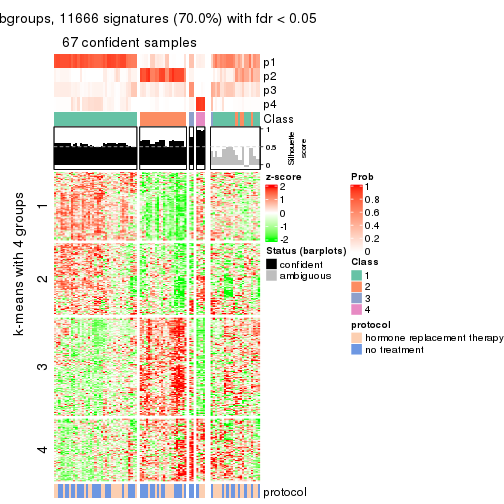 bgroups, 11666 signatures (70.0%) with fdr < 0.05
67 confident samples
p1
p2
p3
p4
Class
1
0.5
0
Silhouette
score
k-means with 4 groups
1
2
3
4
protocol
z-score
2
1
0
-1
-2
Status (barplots)
confident
ambiguous
Prob
1
0.8
0.6
0.4
0.2
0
Class
1
2
3
4
protocol
hormone replacement therapy
no treatment